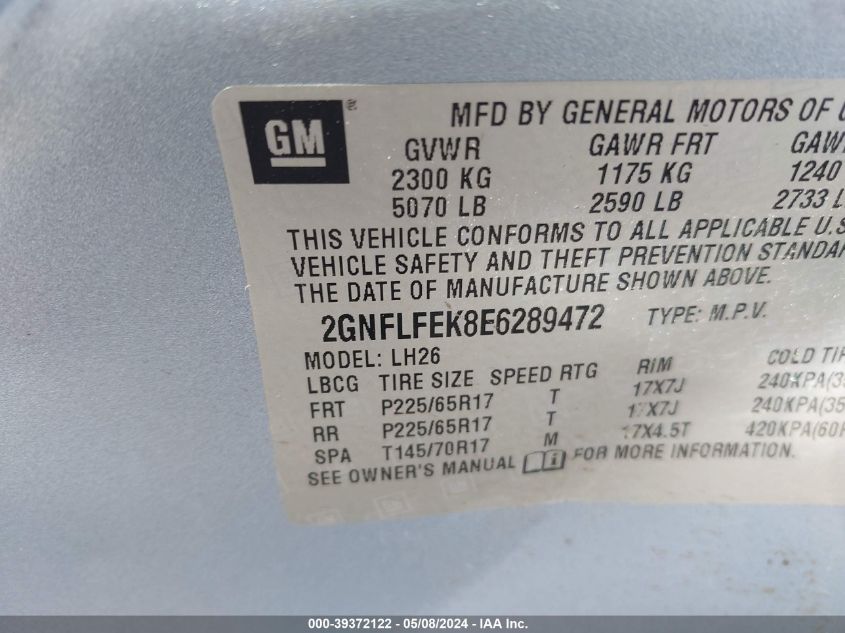 GM ®
MFD BY GENERAL MOTORS OF
GVWR GAWR FRT GAW
2300 KG 1175 KG 1240
5070 LB 2590 LB 2733 L
THIS VEHICLE CONFORMS TO ALL APPLICABLE U.S
VEHICLE SAFETY AND THEFT PREVENTION STANDAR
THE DATE OF MANUFACTURE SHOWN ABOVE.
2GNFLFEK8E6289472 TYPE: M.P.V.
MODEL: LH26
LBCG TIRE SIZE SPEED RTG RIM COLD TIR
FRT P225/65R17 T 17X7J 240KPA(35
RR P225/65R17 T 17X7J 240KPA(35
SPA T145/70R17 M 17X4.5T 420KPA(60P
SEE OWNER'S MANUAL FOR MORE INFORMATION.
000-39372122 - 05/08/2024 - IAA Inc.